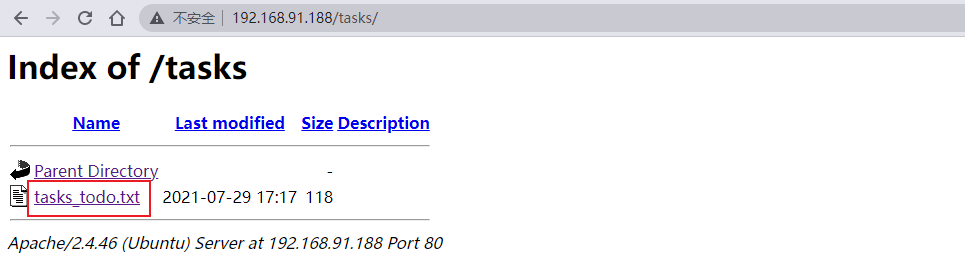 不安全 | 192.168.91.188/tasks/
Index of /tasks
Name Last modified Size Description
Parent Directory -
tasks_todo.txt 2021-07-29 17:17 118
Apache/2.4.46 (Ubuntu) Server at 192.168.91.188 Port 80